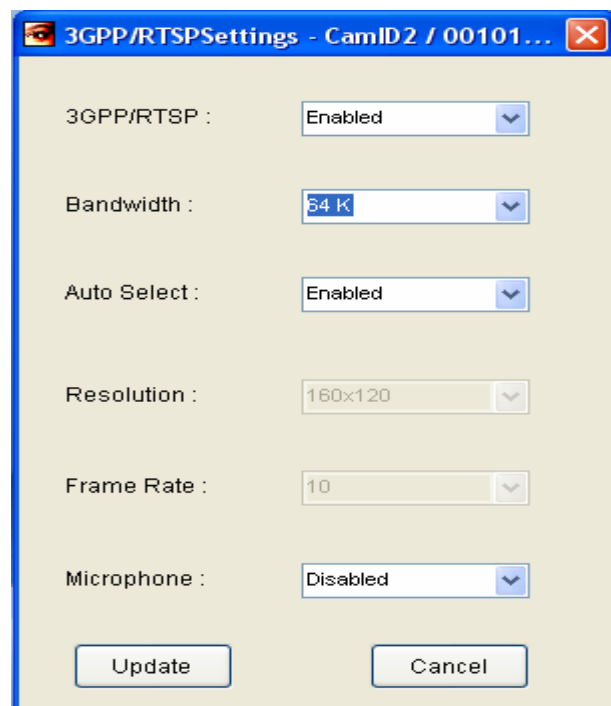 3GPP/RTSPSettings - CamID2 / 00101...
3GPP/RTSP : Enabled
Bandwidth : 64 K
Auto Select : Enabled
Resolution : 160x120
Frame Rate : 10
Microphone : Disabled
Update Cancel